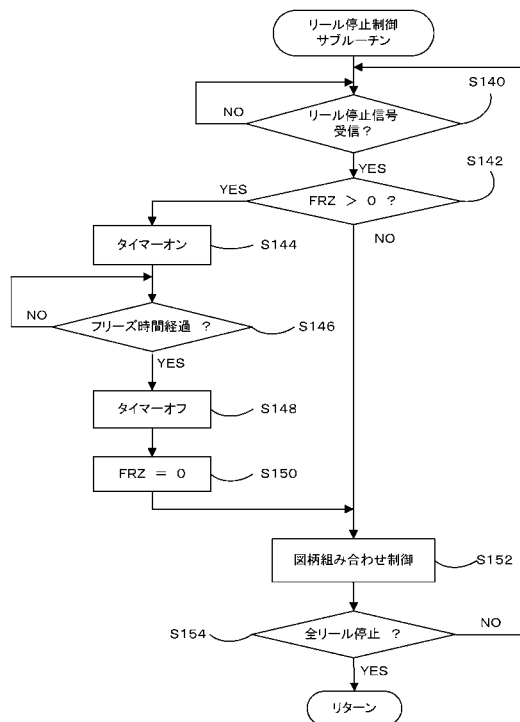 リール停止制御
サブルーチン
S140
NO
リール停止信号
受信？
YES
S142
YES
FRZ ＞ 0 ？
NO
タイマーオン
S144
NO
フリーズ時間経過 ？
S146
YES
タイマーオフ
S148
FRZ ＝ 0
S150
図柄組み合わせ制御
S152
S154
全リール停止 ？
NO
YES
リターン